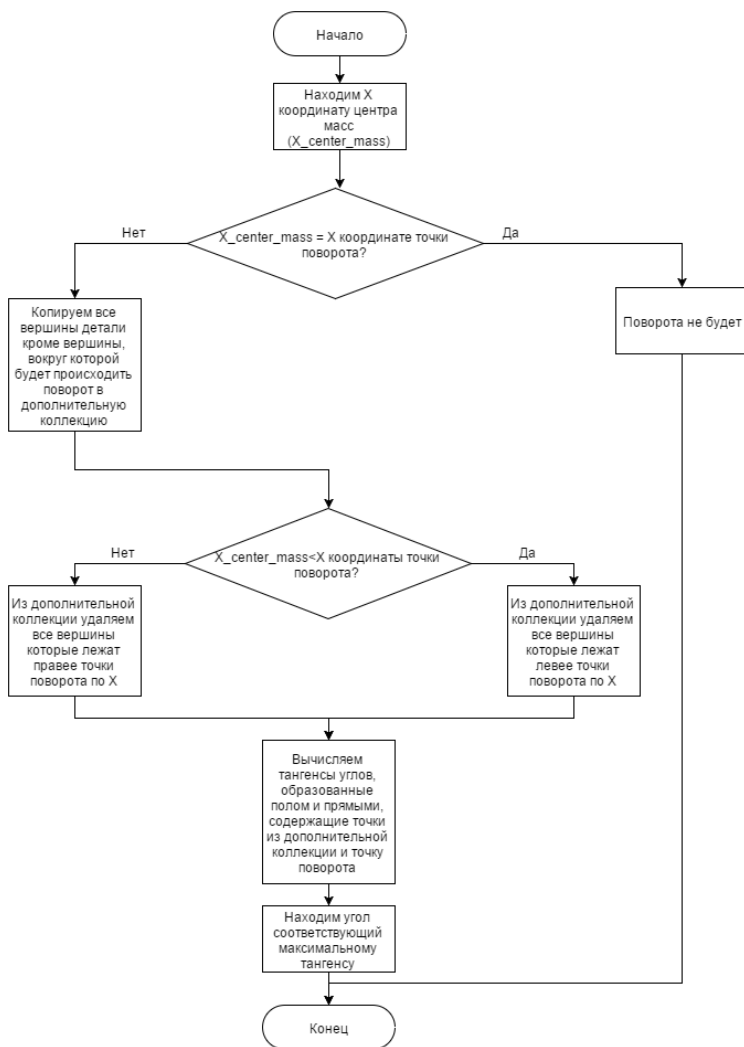 Начало
Находим X
координату центра
масс
(X_center_mass)
X_center_mass = X координате точки
поворота?
Нет
Да
Копируем все
вершины детали
кроме вершины,
вокруг которой
будет происходить
поворот в
дополнительную
коллекцию
Поворота не будет
X_center_mass<X координаты точки
поворота?
Нет
Да
Из дополнительной
коллекции удаляем
все вершины
которые лежат
правее точки
поворота по X
Из дополнительной
коллекции удаляем
все вершины
которые лежат
левее точки
поворота по X
Вычисляем
тангенсы углов,
образованные
полом и прямыми,
содержащие точки
из дополнительной
коллекции и точку
поворота
Находим угол
соответствующий
максимальному
тангенсу
Конец